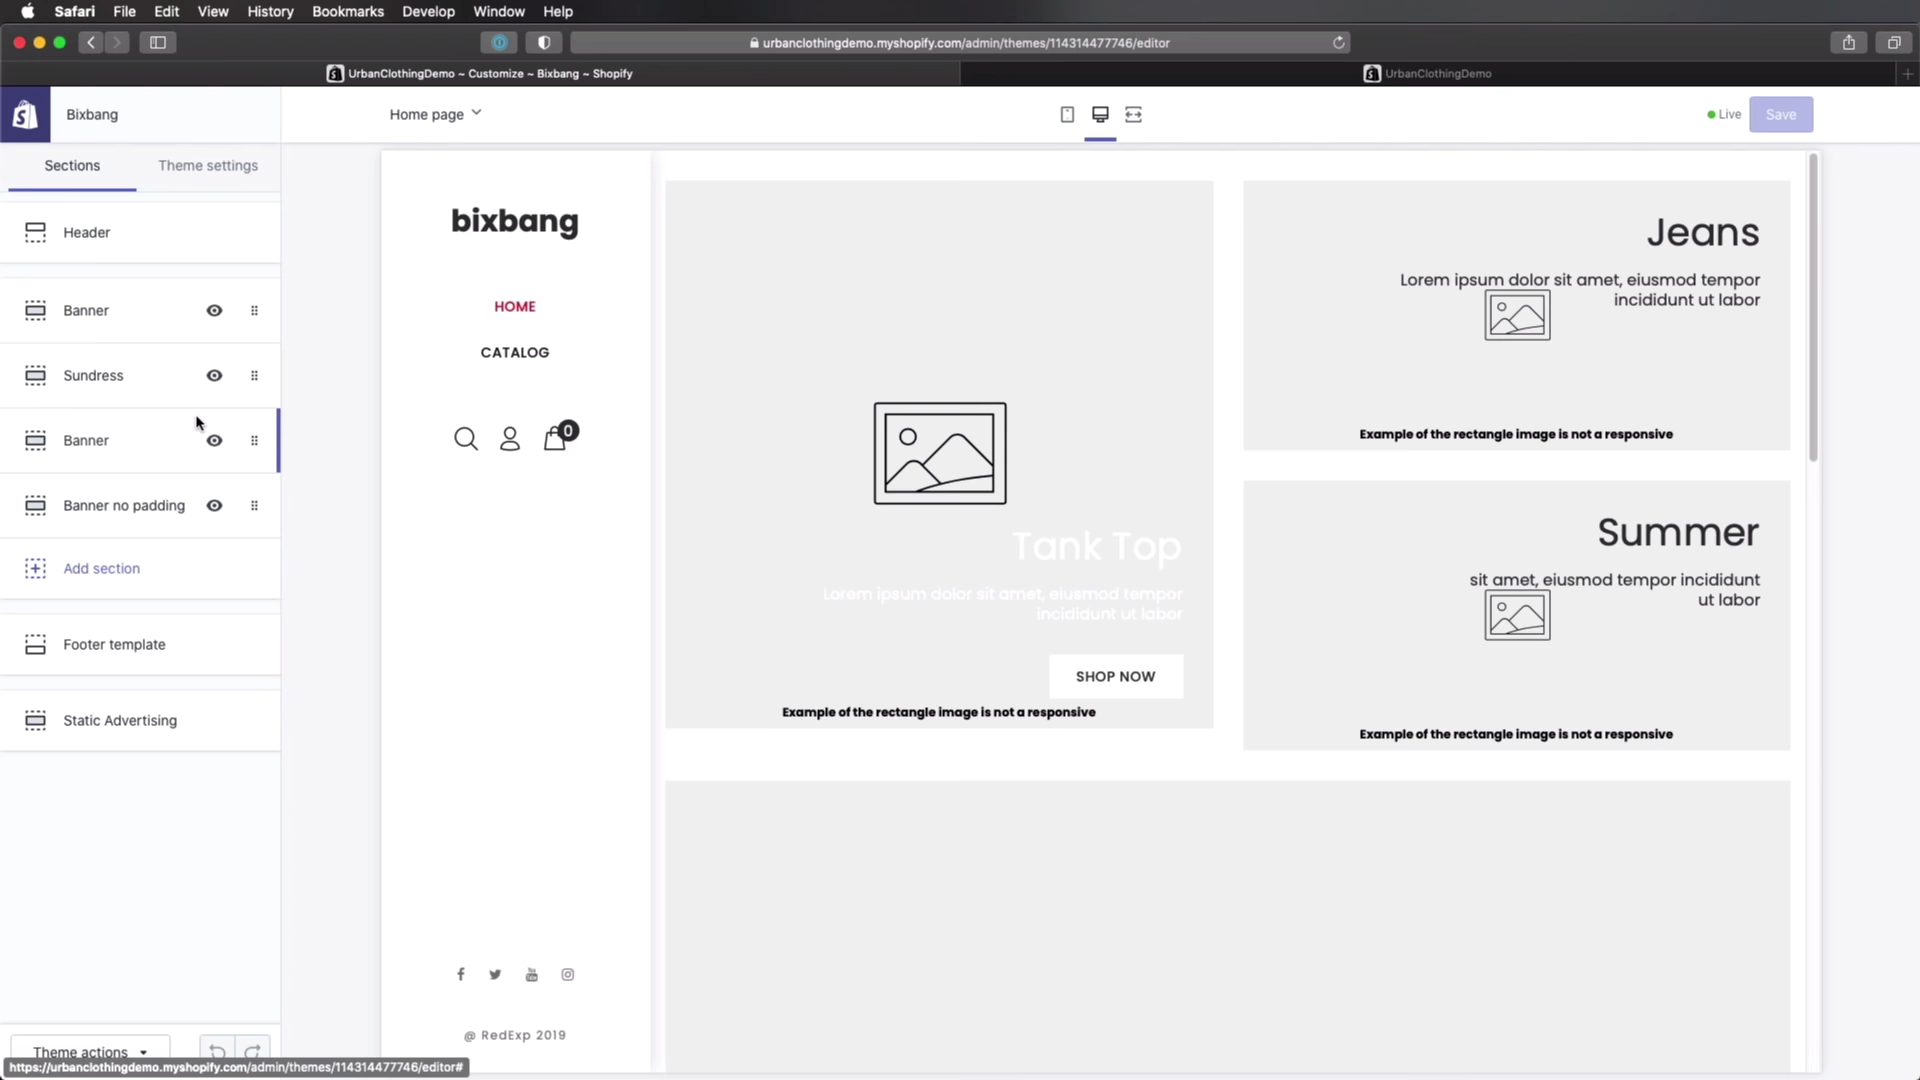 Safari File Edit View History Bookmarks Develop Window Help
urbanclothingdemo.myshopify.com/admin/themes/114314477746/editor
UrbanClothingDemo ~ Customize ~ Bixbang ~ Shopify
UrbanClothingDemo
Bixbang
Home page
Live
Save
Sections
Theme settings
Header
Banner
Sundress
Banner
Banner no padding
Add section
Footer template
Static Advertising
Theme actions
https://urbanclothingdemo.myshopify.com/admin/themes/114314477746/editor#
bixbang
HOME
CATALOG
0
@ RedExp 2019
Tank Top
Lorem ipsum dolor sit amet, eiusmod tempor
incididunt ut labor
SHOP NOW
Example of the rectangle image is not a responsive
Jeans
Lorem ipsum dolor sit amet, eiusmod tempor
incididunt ut labor
Example of the rectangle image is not a responsive
Summer
sit amet, eiusmod tempor incididunt
ut labor
Example of the rectangle image is not a responsive